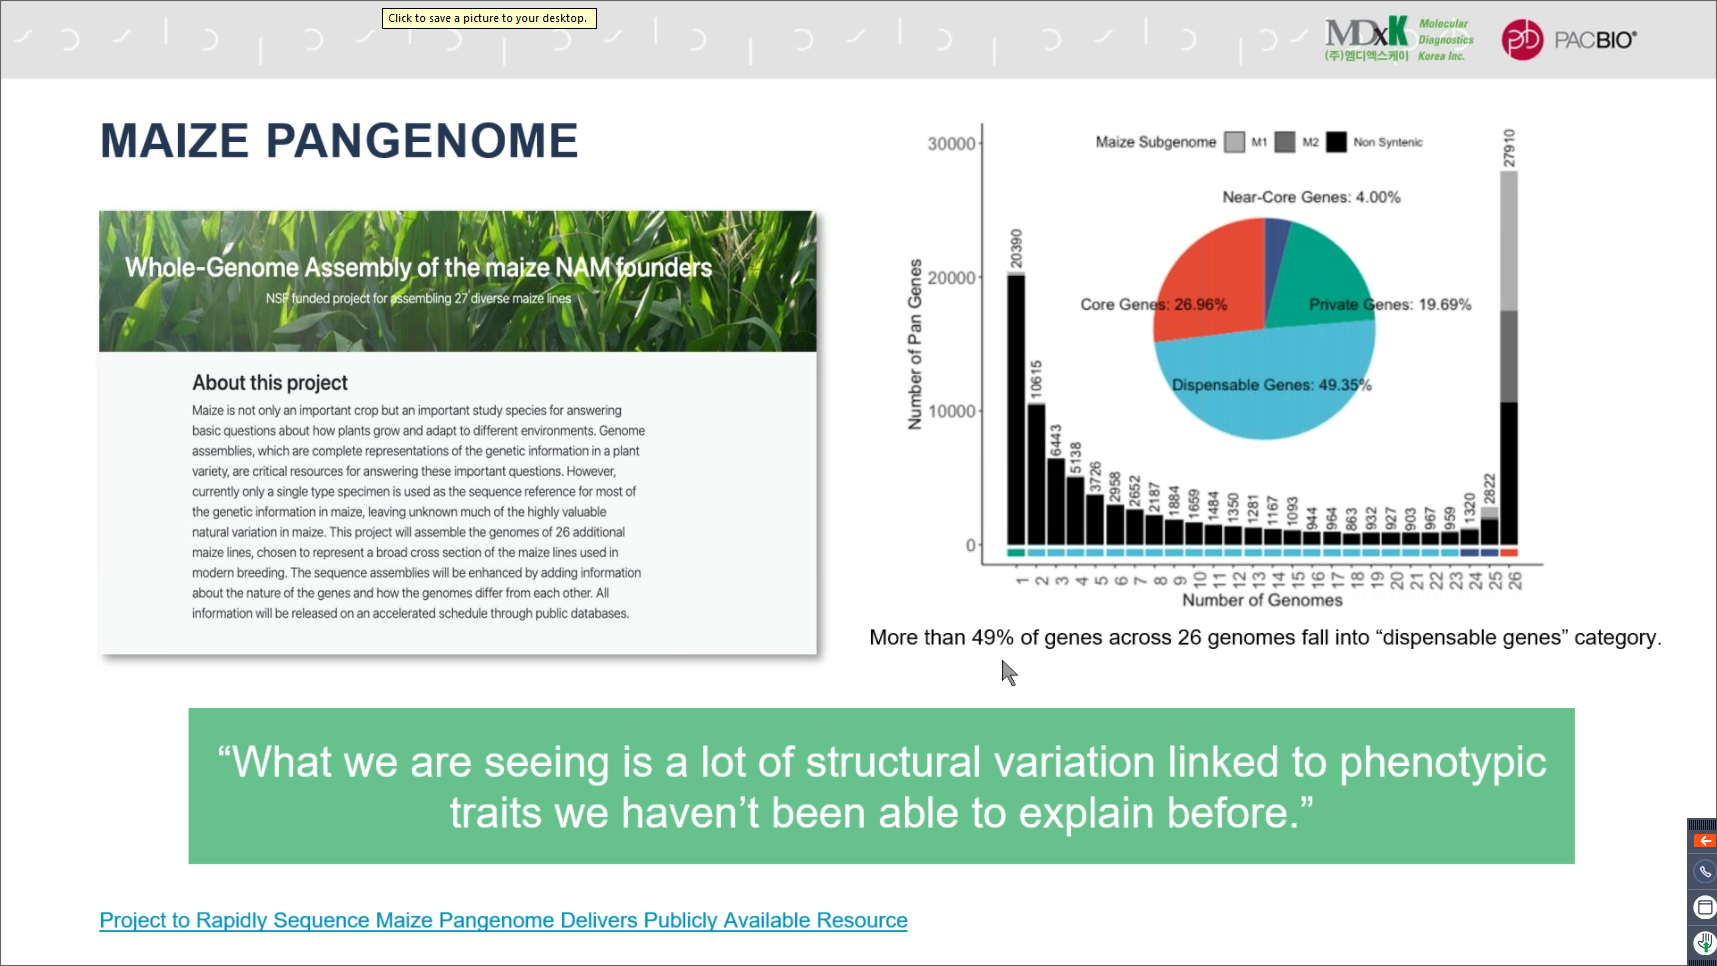 Click to save a picture to your desktop.
MDxK Molecular
Diagnostics
(주)엠디엑스케이 Korea Inc.
PACBIO®
MAIZE PANGENOME
Whole-Genome Assembly of the maize NAM founders
NSF funded project for assembling 27 diverse maize lines
About this project
Maize is not only an important crop but an important study species for answering
basic questions about how plants grow and adapt to different environments. Genome
assemblies, which are complete representations of the genetic information in a plant
variety, are critical resources for answering these important questions. However,
currently only a single type specimen is used as the sequence reference for most of
the genetic information in maize, leaving unknown much of the highly valuable
natural variation in maize. This project will assemble the genomes of 26 additional
maize lines, chosen to represent a broad cross section of the maize lines used in
modern breeding. The sequence assemblies will be enhanced by adding information
about the nature of the genes and how the genomes differ from each other. All
information will be released on an accelerated schedule through public databases.
Maize Subgenome M1 M2 Non Syntenic
Number of Pan Genes
30000
20000
10000
0
Near-Core Genes: 4.00%
Core Genes: 26.96%
Private Genes: 19.69%
Dispensable Genes: 49.35%
20390 10615 6443 5138 3726 2958 2652 2187 1884 1659 1484 1350 1281 1167 1093 944 964 863 932 927 903 967 959 1320 2822 27910
1 2 3 4 5 6 7 8 9 10 11 12 13 14 15 16 17 18 19 20 21 22 23 24 25 26
Number of Genomes
More than 49% of genes across 26 genomes fall into “dispensable genes” category.
“What we are seeing is a lot of structural variation linked to phenotypic
traits we haven’t been able to explain before.”
Project to Rapidly Sequence Maize Pangenome Delivers Publicly Available Resource